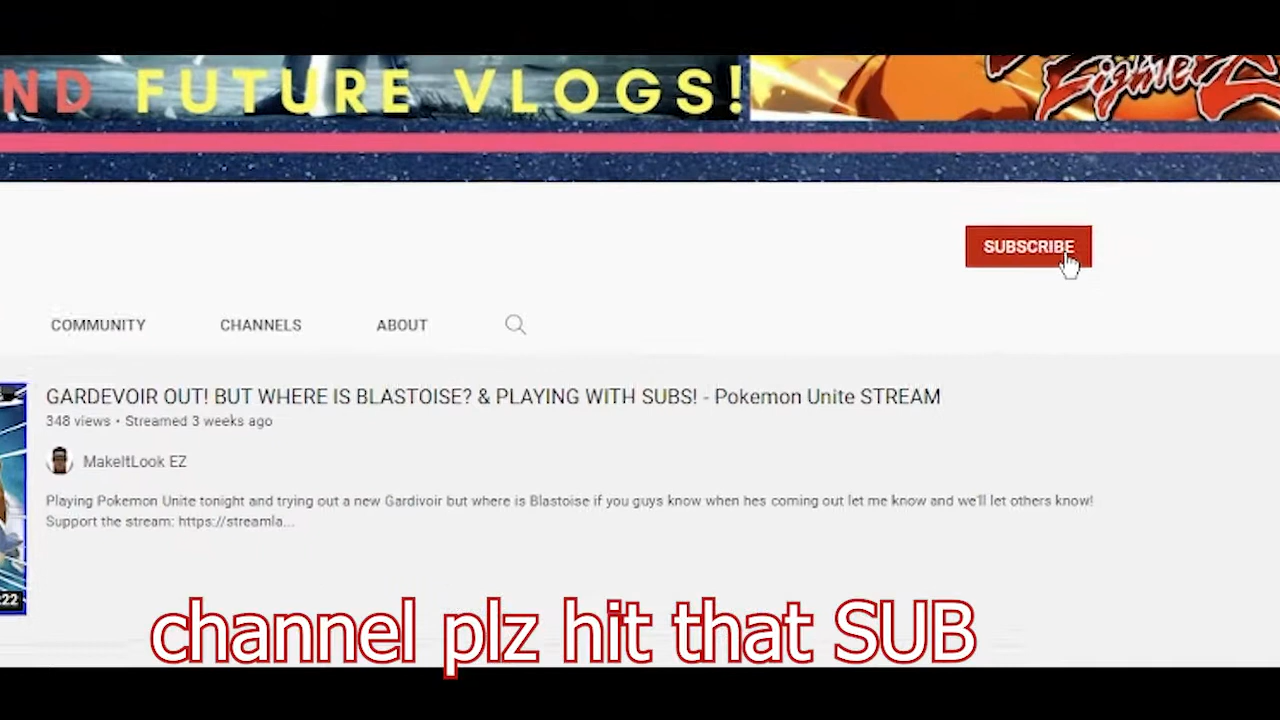 ND FUTURE VLOGS!
FighterZ
SUBSCRIBE
COMMUNITY CHANNELS ABOUT
GARDEVOIR OUT! BUT WHERE IS BLASTOISE? & PLAYING WITH SUBS! - Pokemon Unite STREAM
348 views • Streamed 3 weeks ago
MakeItLook EZ
Playing Pokemon Unite tonight and trying out a new Gardivoir but where is Blastoise if you guys know when hes coming out let me know and we'll let others know!
Support the stream: https://streamla...
:22
channel plz hit that SUB